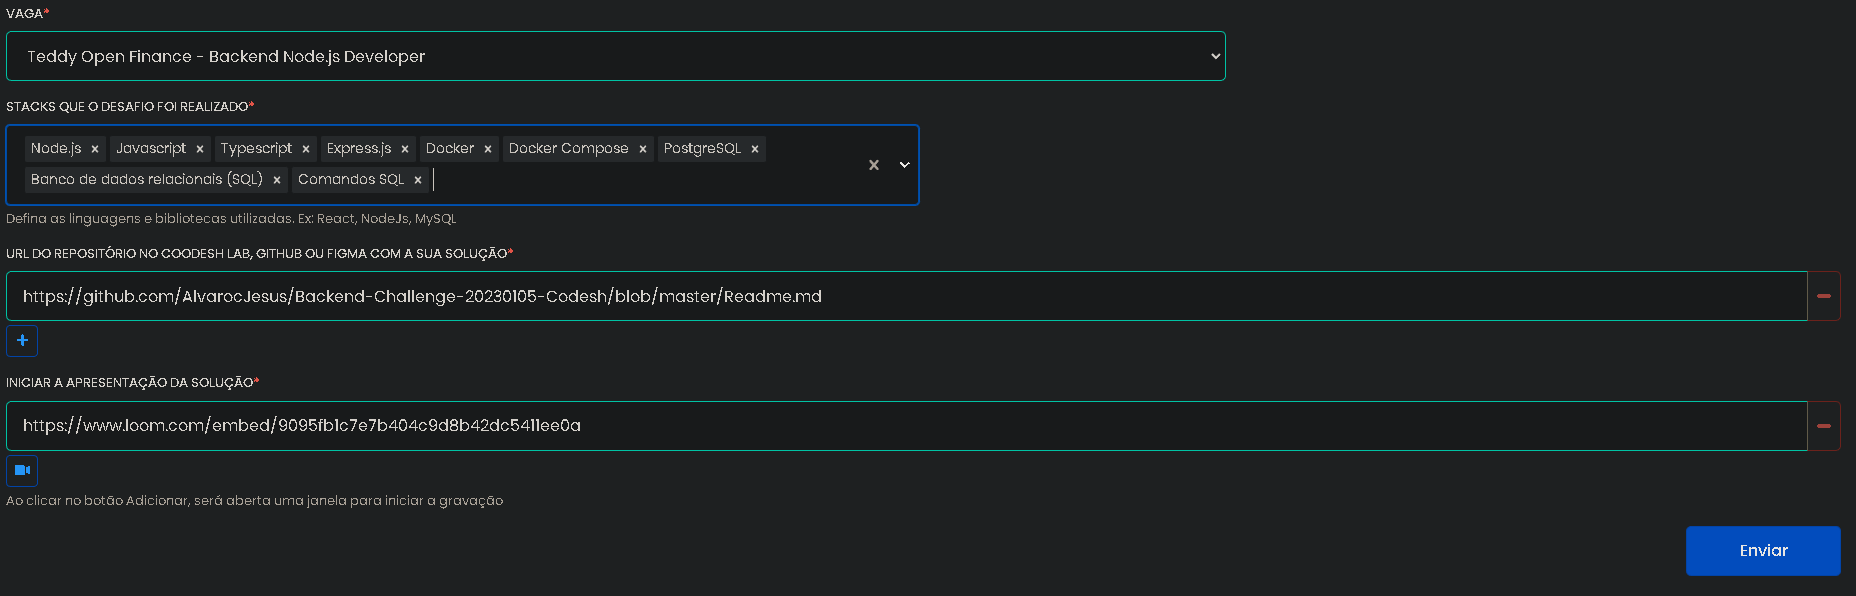 VAGA*
Teddy Open Finance - Backend Node.js Developer
STACKS QUE O DESAFIO FOI REALIZADO*
Node.js × Javascript × Typescript × Express.js × Docker × Docker Compose × PostgreSQL ×
Banco de dados relacionais (SQL) × Comandos SQL ×
Defina as linguagens e bibliotecas utilizadas. Ex: React, NodeJs, MySQL
URL DO REPOSITÓRIO NO COODESH LAB, GITHUB OU FIGMA COM A SUA SOLUÇÃO*
https://github.com/AlvarocJesus/Backend-Challenge-20230105-Codesh/blob/master/Readme.md
INICIAR A APRESENTAÇÃO DA SOLUÇÃO*
https://www.loom.com/embed/9095fb1c7e7b404c9d8b42dc5411ee0a
Ao clicar no botão Adicionar, será aberta uma janela para iniciar a gravação
Enviar